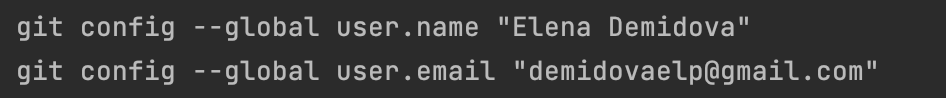 git config --global user.name "Elena Demidova"
git config --global user.email "demidovaelp@gmail.com"